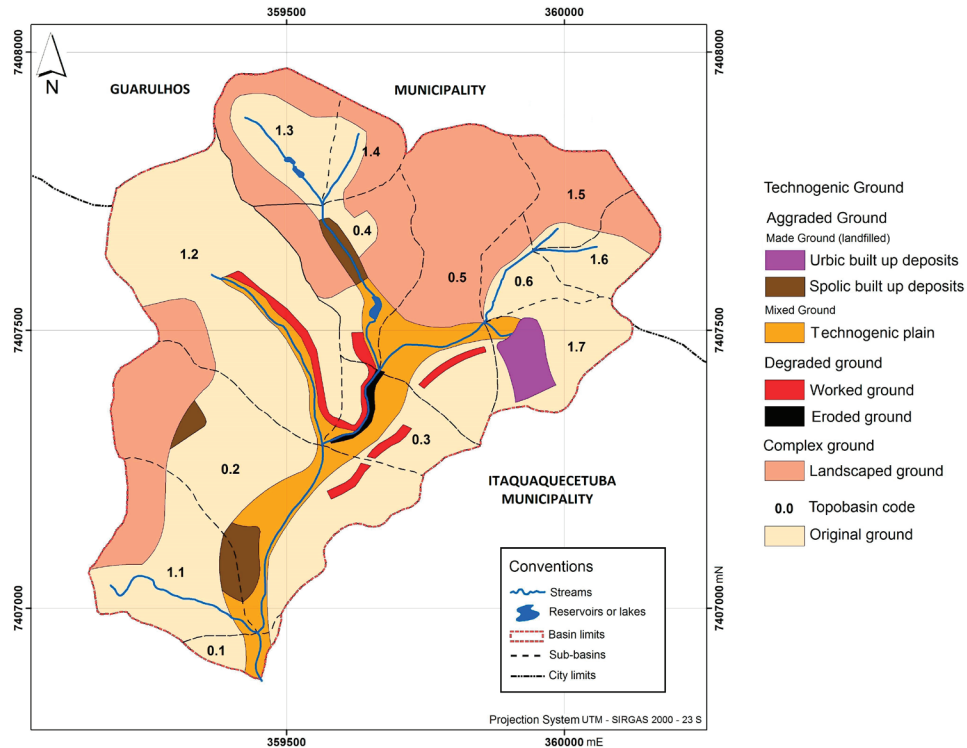 359500
360000
7408000
7408000
N
GUARULHOS
MUNICIPALITY
1.3
1.4
1.5
0.4
1.2
1.6
0.5
0.6
7407500
7407500
1.7
0.3
0.2
ITAQUAQUECETUBA
MUNICIPALITY
1.1
0.1
7407000
7407000 mN
Conventions
Streams
Reservoirs or lakes
Basin limits
Sub-basins
City limits
Projection System UTM - SIRGAS 2000 - 23 S
359500
360000 mE
Technogenic Ground
Aggraded Ground
Made Ground (landfilled)
Urbic built up deposits
Spolic built up deposits
Mixed Ground
Technogenic plain
Degraded ground
Worked ground
Eroded ground
Complex ground
Landscaped ground
0.0 Topobasin code
Original ground